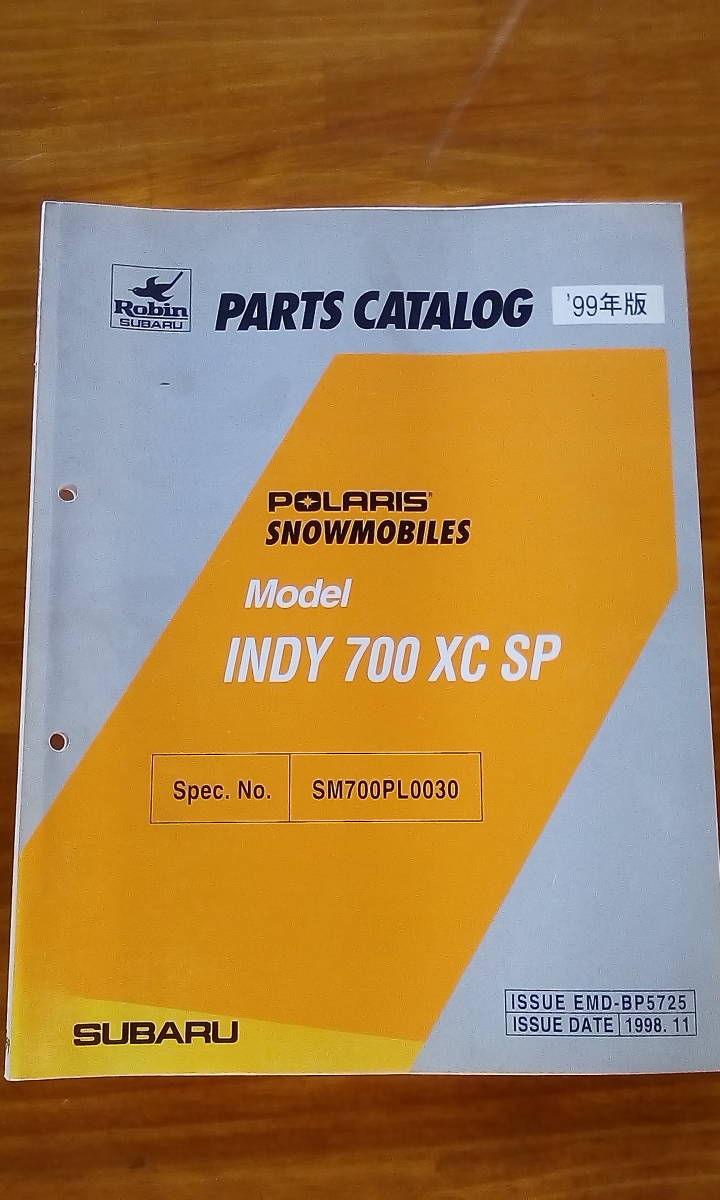 Robin
SUBARU
PARTS CATALOG
'99年版
POLARIS®
SNOWMOBILES
Model
INDY 700 XC SP
Spec. No. SM700PL0030
ISSUE EMD-BP5725
ISSUE DATE 1998. 11
SUBARU